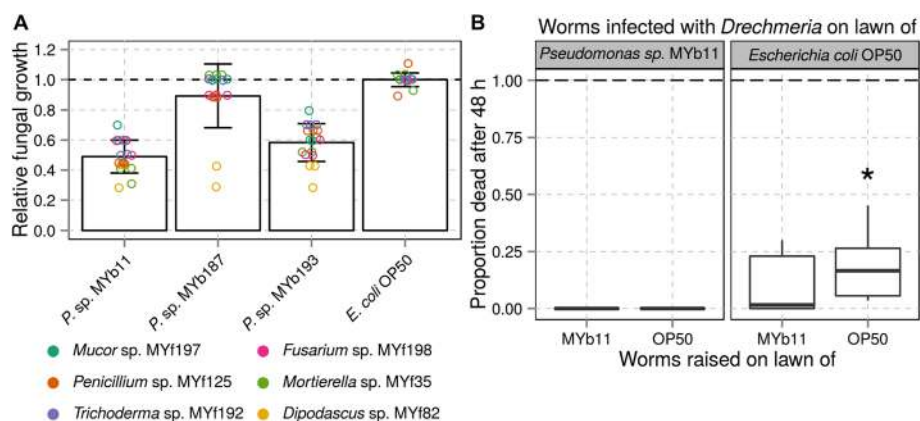 A
Relative fungal growth
1.2
1.0
0.8
0.6
0.4
0.2
0.0
P. sp. MYb11
P. sp. MYb187
P. sp. MYb193
E. coli OP50
Mucor sp. MYf197
Fusarium sp. MYf198
Penicillium sp. MYf125
Mortierella sp. MYf35
Trichoderma sp. MYf192
Dipodascus sp. MYf82
B
Worms infected with Drechmeria on lawn of
Pseudomonas sp. MYb11
Escherichia coli OP50
Proportion dead after 48 h
1.00
0.75
0.50
0.25
0.00
*
MYb11
OP50
MYb11
OP50
Worms raised on lawn of